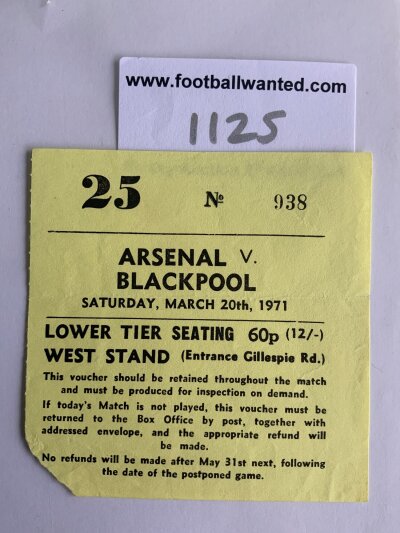 www.footballwanted.com
1125
25 № 938
ARSENAL V.
BLACKPOOL
SATURDAY, MARCH 20th, 1971
LOWER TIER SEATING 60p (12/-)
WEST STAND (Entrance Gillespie Rd.)
This voucher should be retained throughout the match
and must be produced for inspection on demand.
If today's Match is not played, this voucher must be
returned to the Box Office by post, together with
addressed envelope, and the appropriate refund will
be made.
No refunds will be made after May 31st next, following
the date of the postponed game.